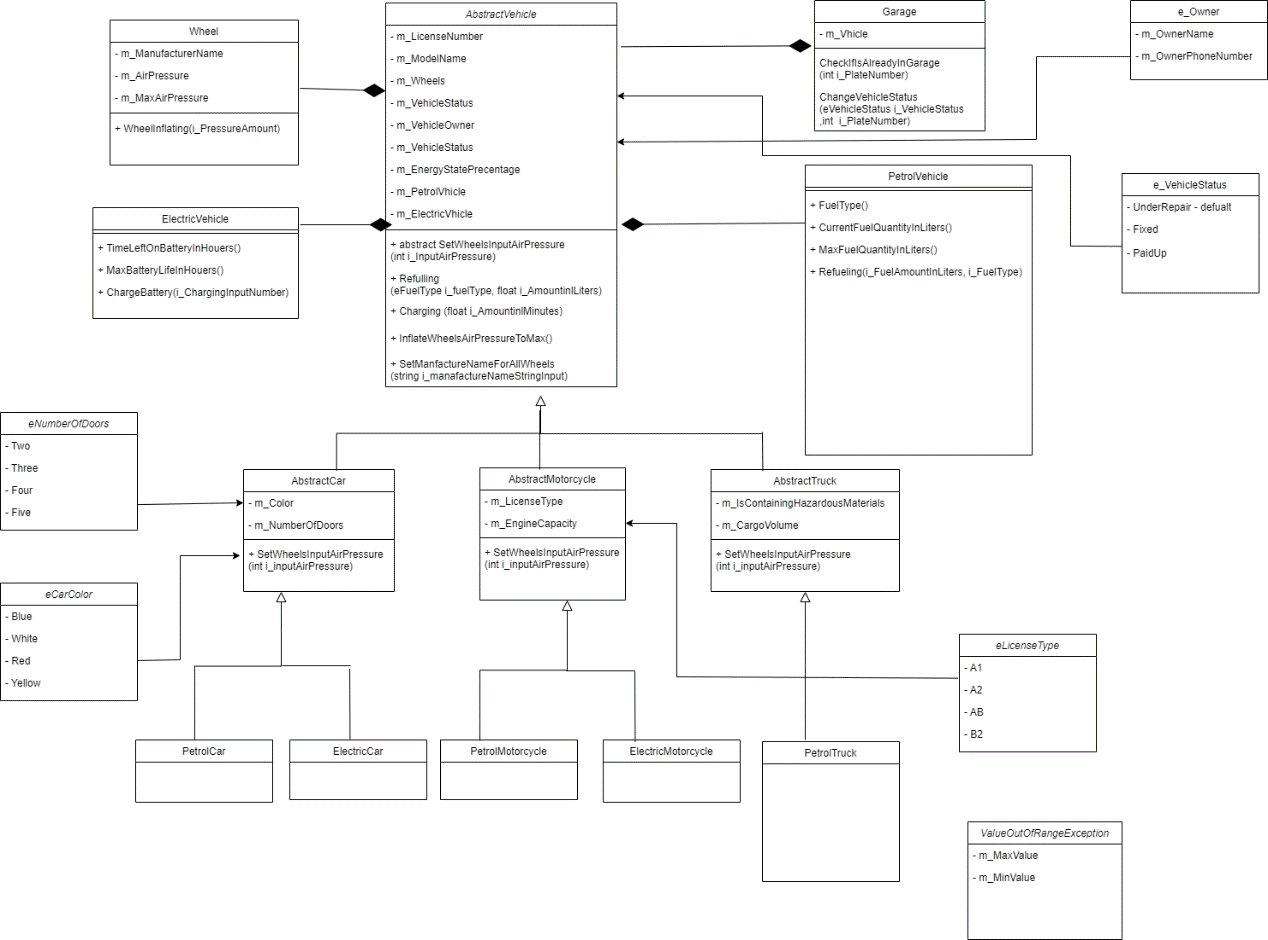 Wheel
- m_ManufacturerName
- m_AirPressure
- m_MaxAirPressure
+ WheelInflating(i_PressureAmount)
AbstractVehicle
- m_LicenseNumber
- m_ModelName
- m_Wheels
- m_VehicleStatus
- m_VehicleOwner
- m_VehicleStatus
- m_EnergyStatePrecentage
- m_PetrolVhicle
- m_ElectricVhicle
+ abstract SetWheelsInputAirPressure
(int i_InputAirPressure)
+ Refulling
(eFuelType i_fuelType, float i_AmountinlLiters)
+ Charging (float i_AmountinlMinutes)
+ InflateWheelsAirPressureToMax()
+ SetManfactureNameForAllWheels
(string i_manafactureNameStringInput)
Garage
- m_Vhicle
CheckIfIsAlreadyInGarage
(int i_PlateNumber)
ChangeVehicleStatus
(eVehicleStatus i_VehicleStatus
,int  i_PlateNumber)
e_Owner
- m_OwnerName
- m_OwnerPhoneNumber
ElectricVehicle
+ TimeLeftOnBatteryInHouers()
+ MaxBatteryLifeInHouers()
+ ChargeBattery(i_ChargingInputNumber)
PetrolVehicle
+ FuelType()
+ CurrentFuelQuantityInLiters()
+ MaxFuelQuantityInLiters()
+ Refueling(i_FuelAmountInLiters, i_FuelType)
e_VehicleStatus
- UnderRepair - defualt
- Fixed
- PaidUp
eNumberOfDoors
- Two
- Three
- Four
- Five
AbstractCar
- m_Color
- m_NumberOfDoors
+ SetWheelsInputAirPressure
(int i_inputAirPressure)
AbstractMotorcycle
- m_LicenseType
- m_EngineCapacity
+ SetWheelsInputAirPressure
(int i_inputAirPressure)
AbstractTruck
- m_IsContainingHazardousMaterials
- m_CargoVolume
+ SetWheelsInputAirPressure
(int i_inputAirPressure)
eCarColor
- Blue
- White
- Red
- Yellow
eLicenseType
- A1
- A2
- AB
- B2
PetrolCar
ElectricCar
PetrolMotorcycle
ElectricMotorcycle
PetrolTruck
ValueOutOfRangeException
- m_MaxValue
- m_MinValue